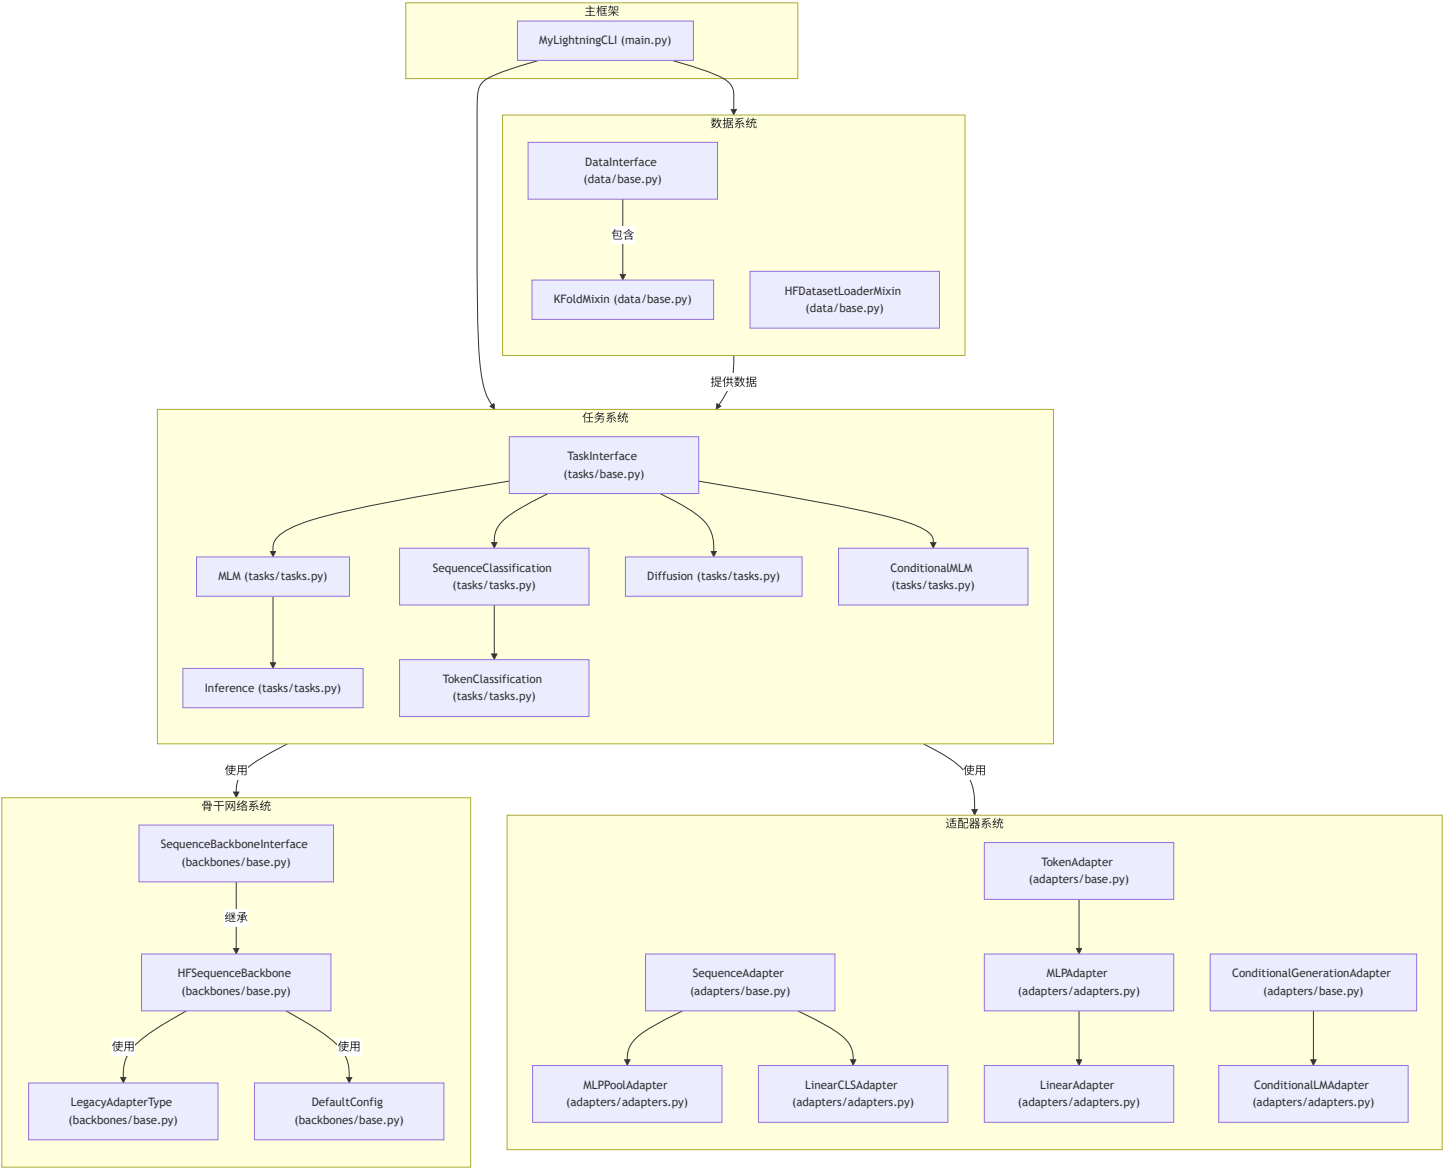 主框架
MyLightningCLI (main.py)
数据系统
DataInterface
(data/base.py)
包含
KFoldMixin (data/base.py)
HFDatasetLoaderMixin
(data/base.py)
提供数据
任务系统
TaskInterface
(tasks/base.py)
MLM (tasks/tasks.py)
SequenceClassification
(tasks/tasks.py)
Diffusion (tasks/tasks.py)
ConditionalMLM
(tasks/tasks.py)
Inference (tasks/tasks.py)
TokenClassification
(tasks/tasks.py)
使用
使用
骨干网络系统
SequenceBackboneInterface
(backbones/base.py)
继承
HFSequenceBackbone
(backbones/base.py)
使用
使用
LegacyAdapterType
(backbones/base.py)
DefaultConfig
(backbones/base.py)
适配器系统
TokenAdapter
(adapters/base.py)
SequenceAdapter
(adapters/base.py)
MLPAdapter
(adapters/adapters.py)
ConditionalGenerationAdapter
(adapters/base.py)
MLPPoolAdapter
(adapters/adapters.py)
LinearCLSAdapter
(adapters/adapters.py)
LinearAdapter
(adapters/adapters.py)
ConditionalLMAdapter
(adapters/adapters.py)